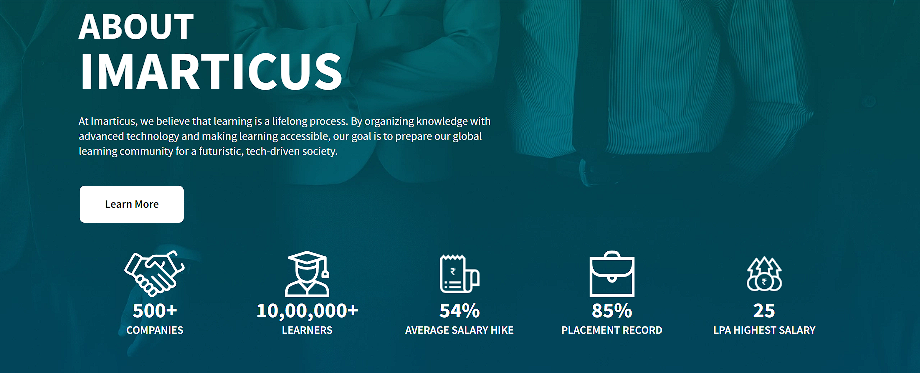 ABOUT
IMARTICUS
At Imarticus, we believe that learning is a lifelong process. By organizing knowledge with
advanced technology and making learning accessible, our goal is to prepare our global
learning community for a futuristic, tech-driven society.
Learn More
₹
₹
500+
10,00,000+
54%
85%
25
COMPANIES
LEARNERS
AVERAGE SALARY HIKE
PLACEMENT RECORD
LPA HIGHEST SALARY